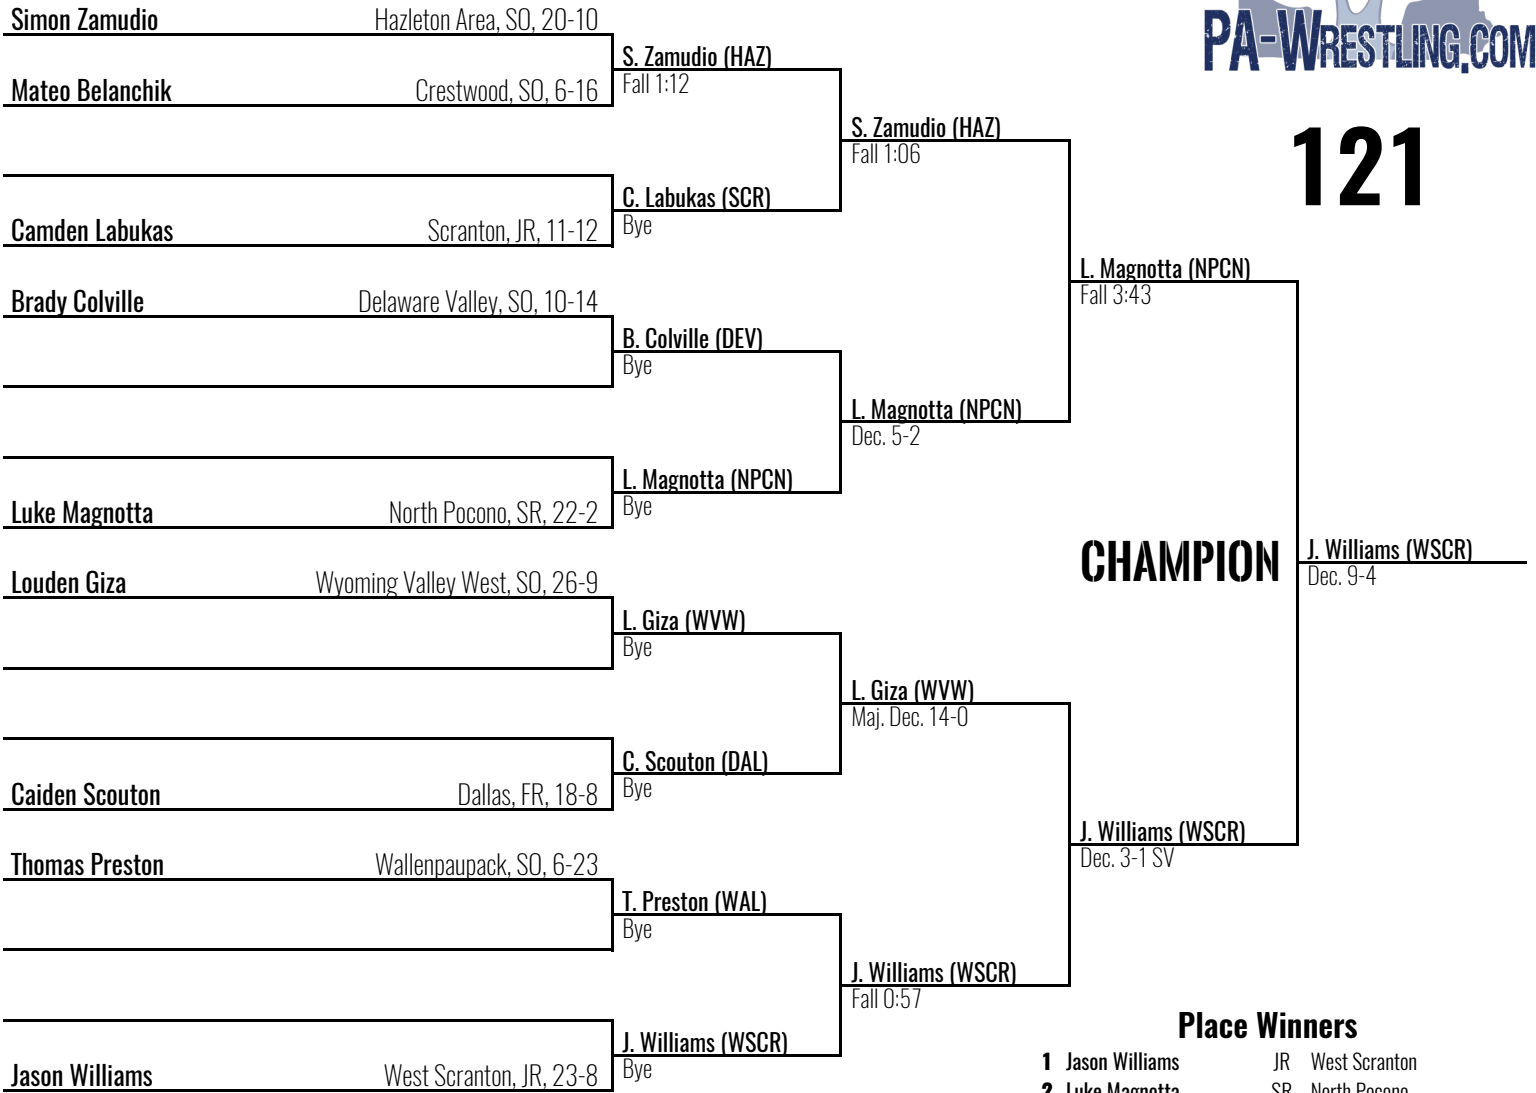 PA-WRESTLING.COM
121
Simon Zamudio Hazleton Area, SO, 20-10
S. Zamudio (HAZ)
Fall 1:12
Mateo Belanchik Crestwood, SO, 6-16
S. Zamudio (HAZ)
Fall 1:06
C. Labukas (SCR)
Bye
Camden Labukas Scranton, JR, 11-12
L. Magnotta (NPCN)
Fall 3:43
Brady Colville Delaware Valley, SO, 10-14
B. Colville (DEV)
Bye
L. Magnotta (NPCN)
Dec. 5-2
L. Magnotta (NPCN)
Bye
Luke Magnotta North Pocono, SR, 22-2
CHAMPION
J. Williams (WSCR)
Dec. 9-4
Louden Giza Wyoming Valley West, SO, 26-9
L. Giza (WVW)
Bye
L. Giza (WVW)
Maj. Dec. 14-0
C. Scouton (DAL)
Bye
Caiden Scouton Dallas, FR, 18-8
J. Williams (WSCR)
Dec. 3-1 SV
Thomas Preston Wallenpaupack, SO, 6-23
T. Preston (WAL)
Bye
J. Williams (WSCR)
Fall 0:57
J. Williams (WSCR)
Bye
Jason Williams West Scranton, JR, 23-8
Place Winners
1 Jason Williams JR West Scranton
2 Luke Magnotta SR North Pocono